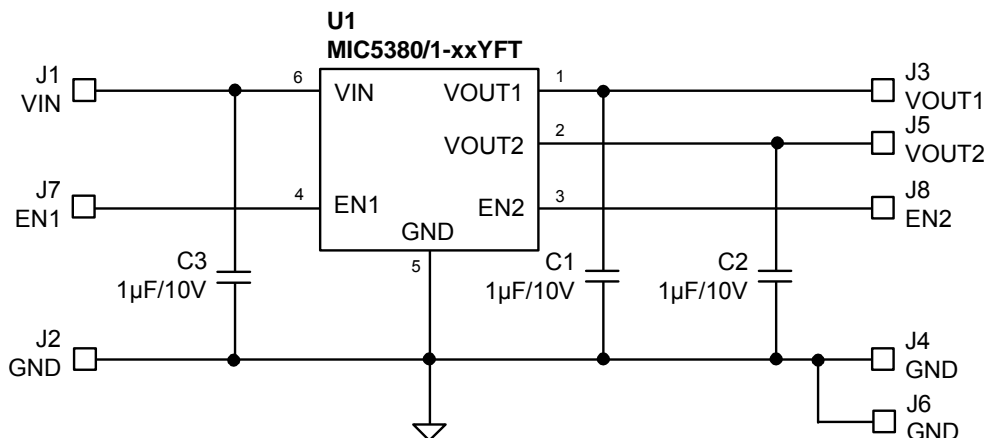 U1
MIC5380/1-xxYFT
J1
VIN
6
VIN
VOUT1
1
J3
VOUT1
VOUT2
2
J5
VOUT2
J7
EN1
4
EN1
EN2
3
J8
EN2
GND
5
C3
1µF/10V
C1
1µF/10V
C2
1µF/10V
J2
GND
J4
GND
J6
GND